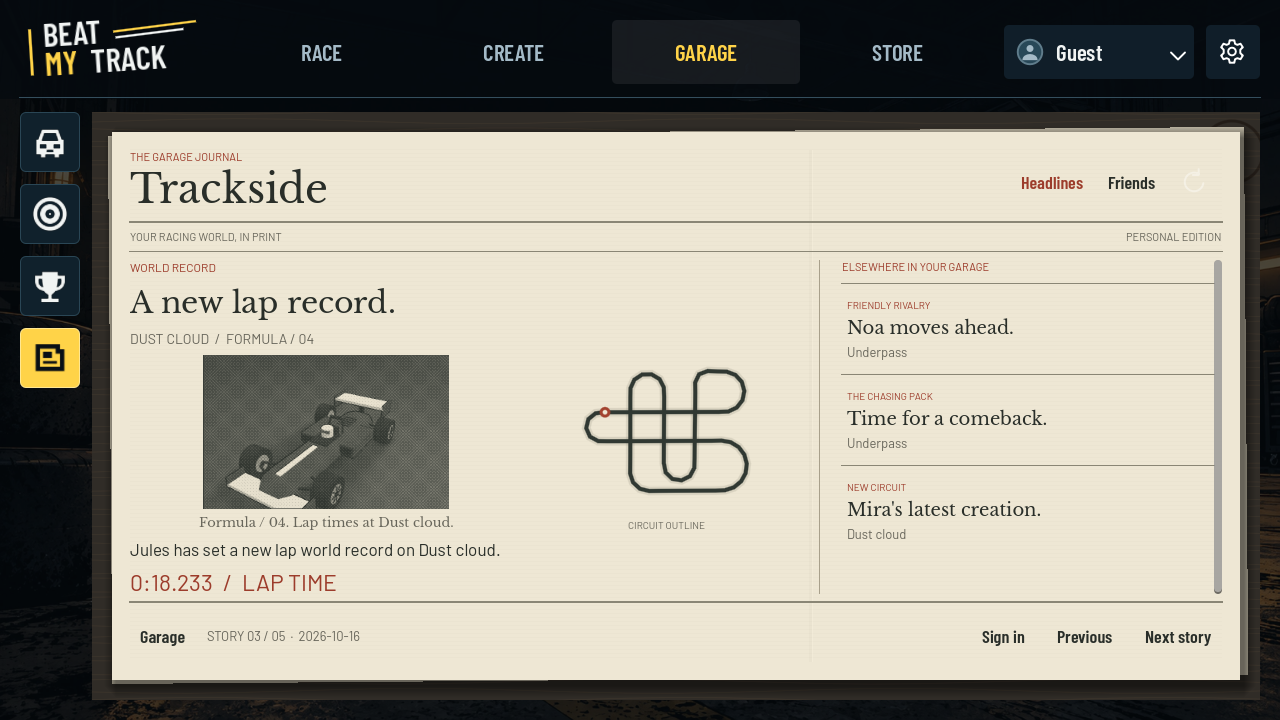 BEAT
MY TRACK
RACE
CREATE
GARAGE
STORE
Guest
THE GARAGE JOURNAL
Trackside
Headlines
Friends
YOUR RACING WORLD, IN PRINT
PERSONAL EDITION
WORLD RECORD
A new lap record.
DUST CLOUD / FORMULA / 04
Formula / 04. Lap times at Dust cloud.
CIRCUIT OUTLINE
Jules has set a new lap world record on Dust cloud.
0:18.233 / LAP TIME
ELSEWHERE IN YOUR GARAGE
FRIENDLY RIVALRY
Noa moves ahead.
Underpass
THE CHASING PACK
Time for a comeback.
Underpass
NEW CIRCUIT
Mira's latest creation.
Dust cloud
Garage
STORY 03 / 05 · 2026-10-16
Sign in
Previous
Next story